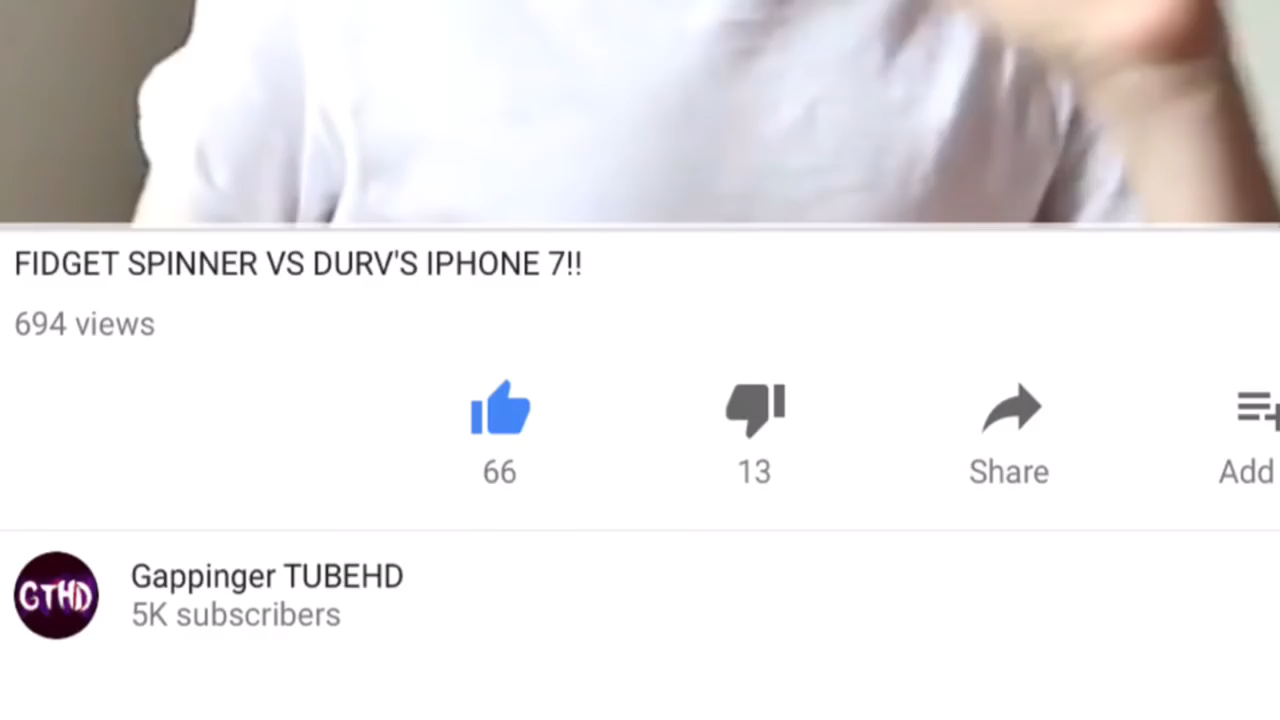 FIDGET SPINNER VS DURV'S IPHONE 7!!
694 views
66
13
Share
Add
GTHD
Gappinger TUBEHD
5K subscribers